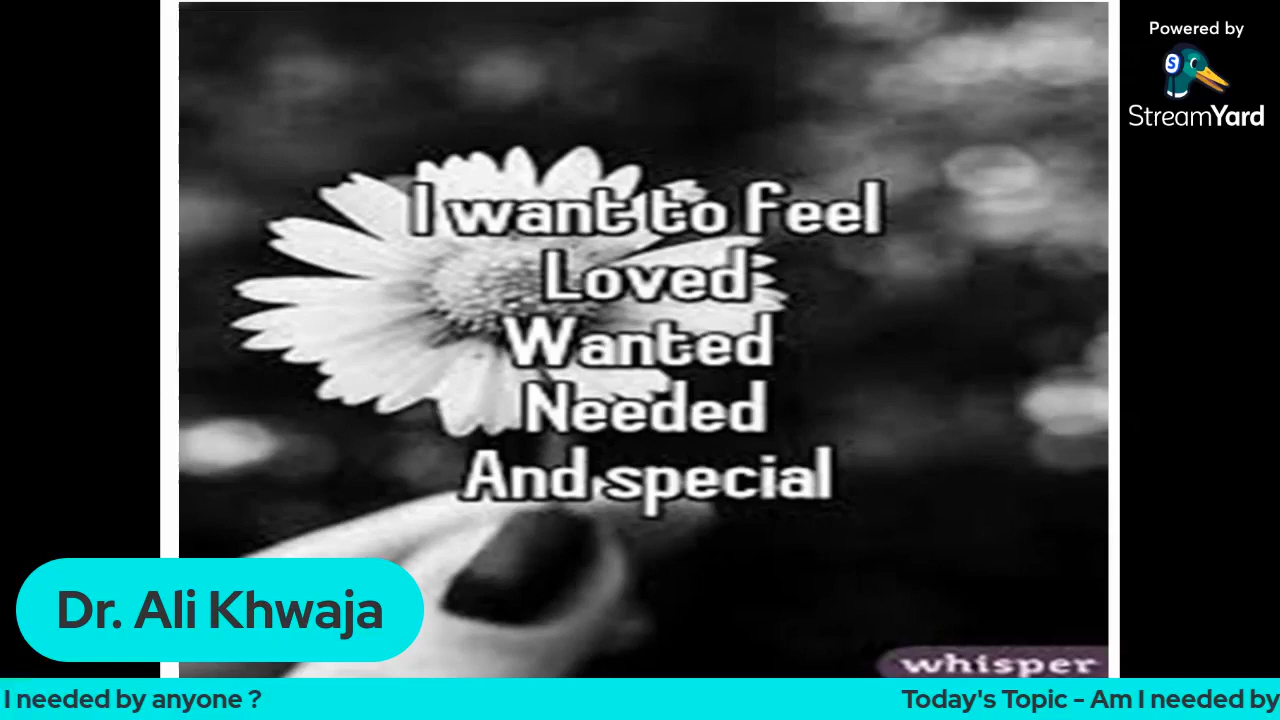 Powered by
StreamYard
I want to feel
Loved
Wanted
Needed
And special
Dr. Ali Khwaja
whisper
I needed by anyone ? Today's Topic - Am I needed by